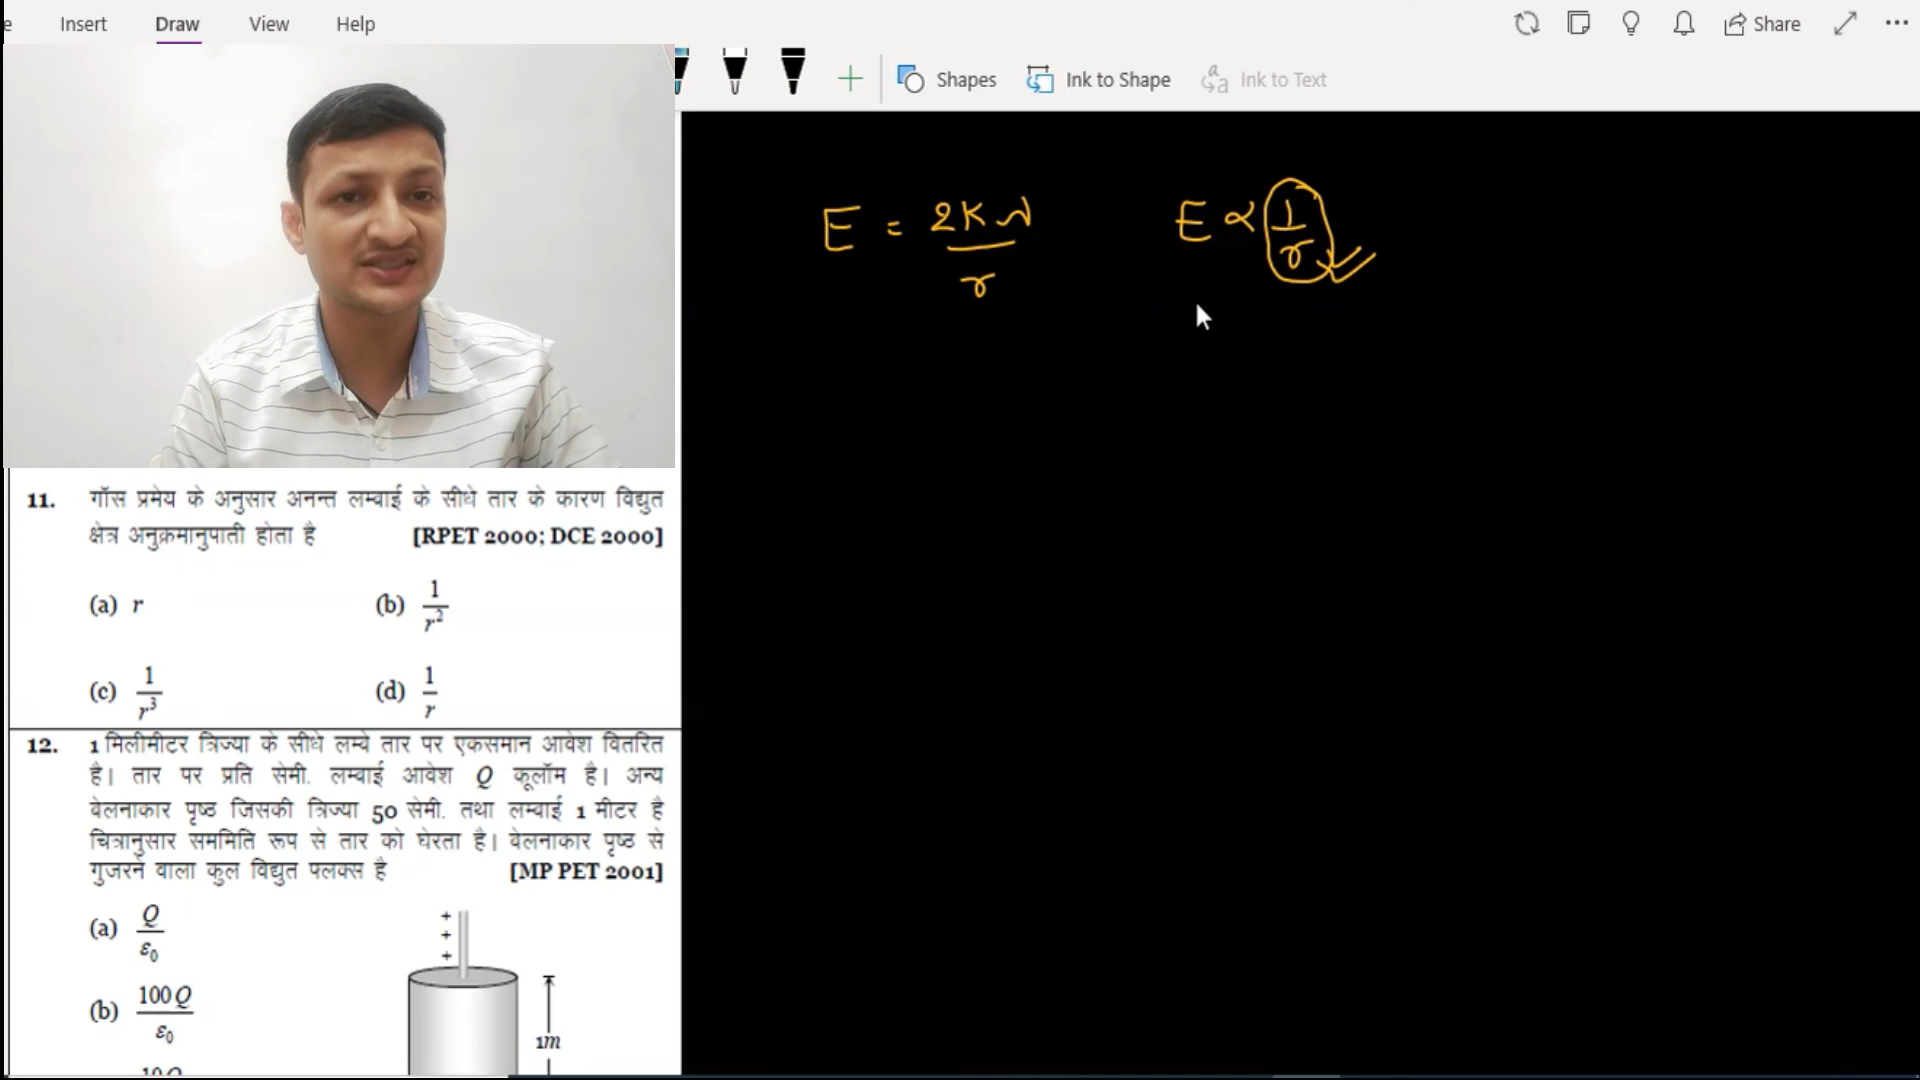 Insert Draw View Help Share
Shapes Ink to Shape Ink to Text
E = 2Kλ/r E ∝ 1/r
11. गॉस प्रमेय के अनुसार अनन्त लम्बाई के सीधे तार के कारण विद्युत
क्षेत्र अनुक्रमानुपाती होता है [RPET 2000; DCE 2000]
(a) r (b) 1/r²
(c) 1/r³ (d) 1/r
12. 1 मिलीमीटर त्रिज्या के सीधे लम्बे तार पर एकसमान आवेश वितरित
है। तार पर प्रति सेमी. लम्बाई आवेश Q कूलॉम है। अन्य
बेलनाकार पृष्ठ जिसकी त्रिज्या 50 सेमी. तथा लम्बाई 1 मीटर है
चित्रानुसार सममिति रूप से तार को घेरता है। बेलनाकार पृष्ठ से
गुजरने वाला कुल विद्युत फ्लक्स है [MP PET 2001]
(a) Q/ε₀
+
+
+
(b) 100Q/ε₀
1m